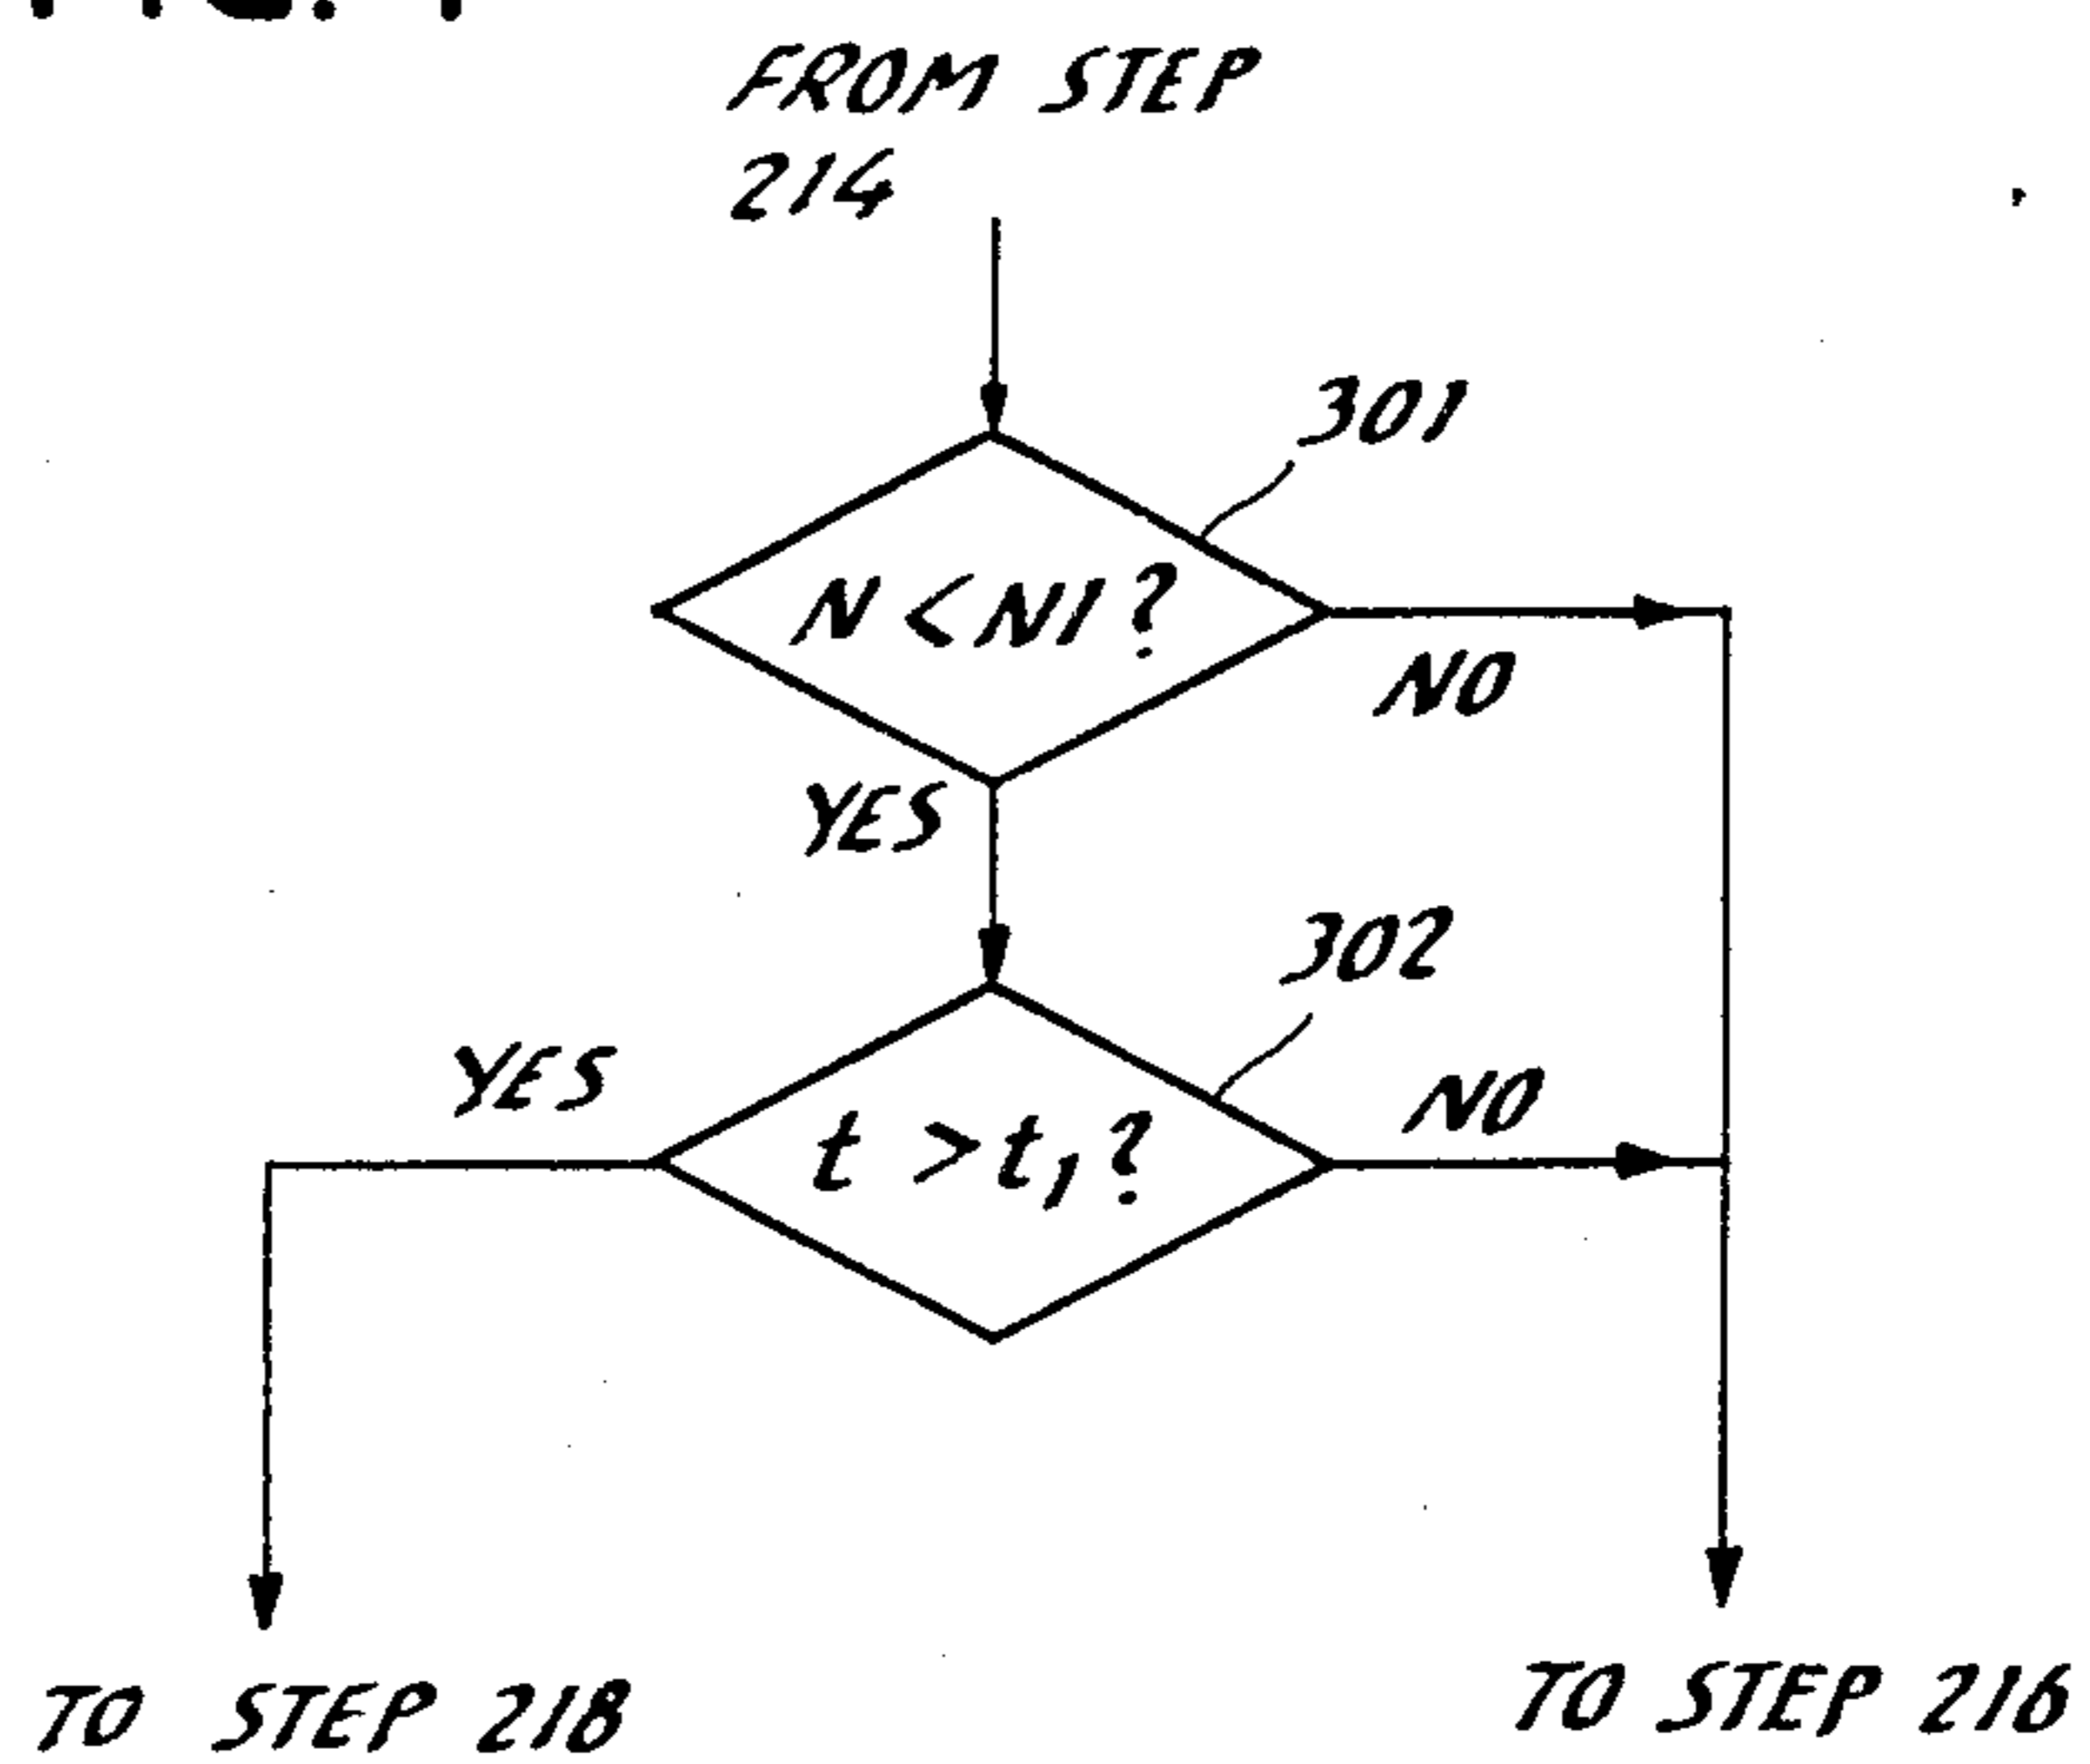 FROM STEP
214
301
N < N1 ?
NO
YES
302
YES
NO
t > t₁ ?
TO STEP 218
TO STEP 216